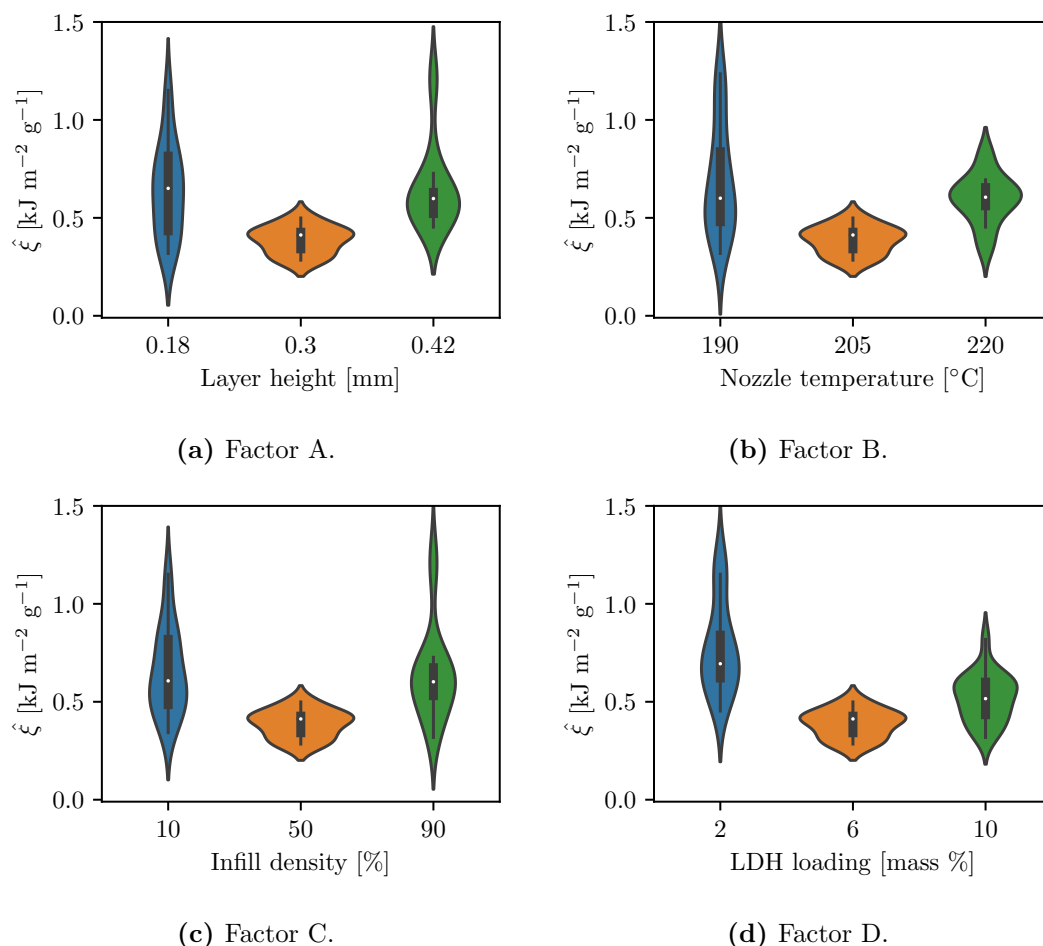 1.5
1.0
0.5
0.0
ξ̂ [kJ m⁻² g⁻¹]
0.18 0.3 0.42
Layer height [mm]
(a) Factor A.
1.5
1.0
0.5
0.0
ξ̂ [kJ m⁻² g⁻¹]
190 205 220
Nozzle temperature [°C]
(b) Factor B.
1.5
1.0
0.5
0.0
ξ̂ [kJ m⁻² g⁻¹]
10 50 90
Infill density [%]
(c) Factor C.
1.5
1.0
0.5
0.0
ξ̂ [kJ m⁻² g⁻¹]
2 6 10
LDH loading [mass %]
(d) Factor D.